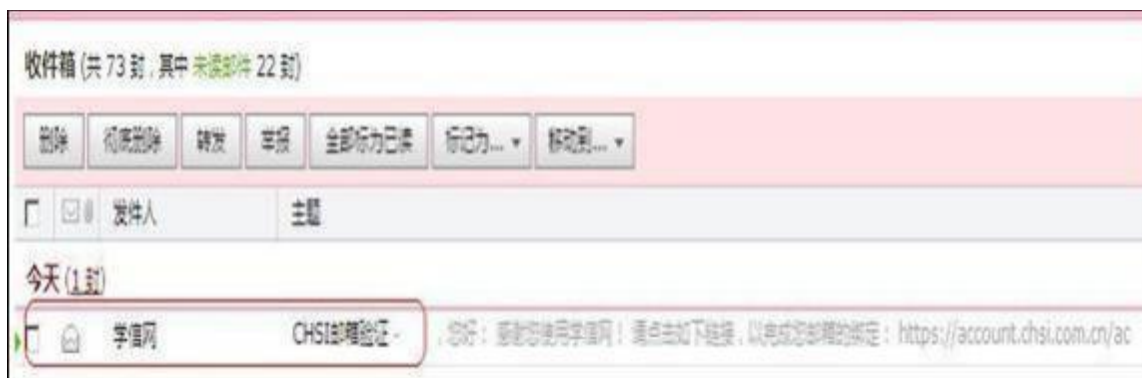 收件箱 (共 73 封 , 其中 未读邮件 22 封)
删除 彻底删除 转发 举报 全部标为已读 标记为... 移动到...
发件人 主题
今天 (1 封)
学信网 CHSI邮箱验证 - , 您好：感谢您使用学信网！请点击如下链接，以完成您邮箱的绑定：https://account.chsi.com.cn/ac